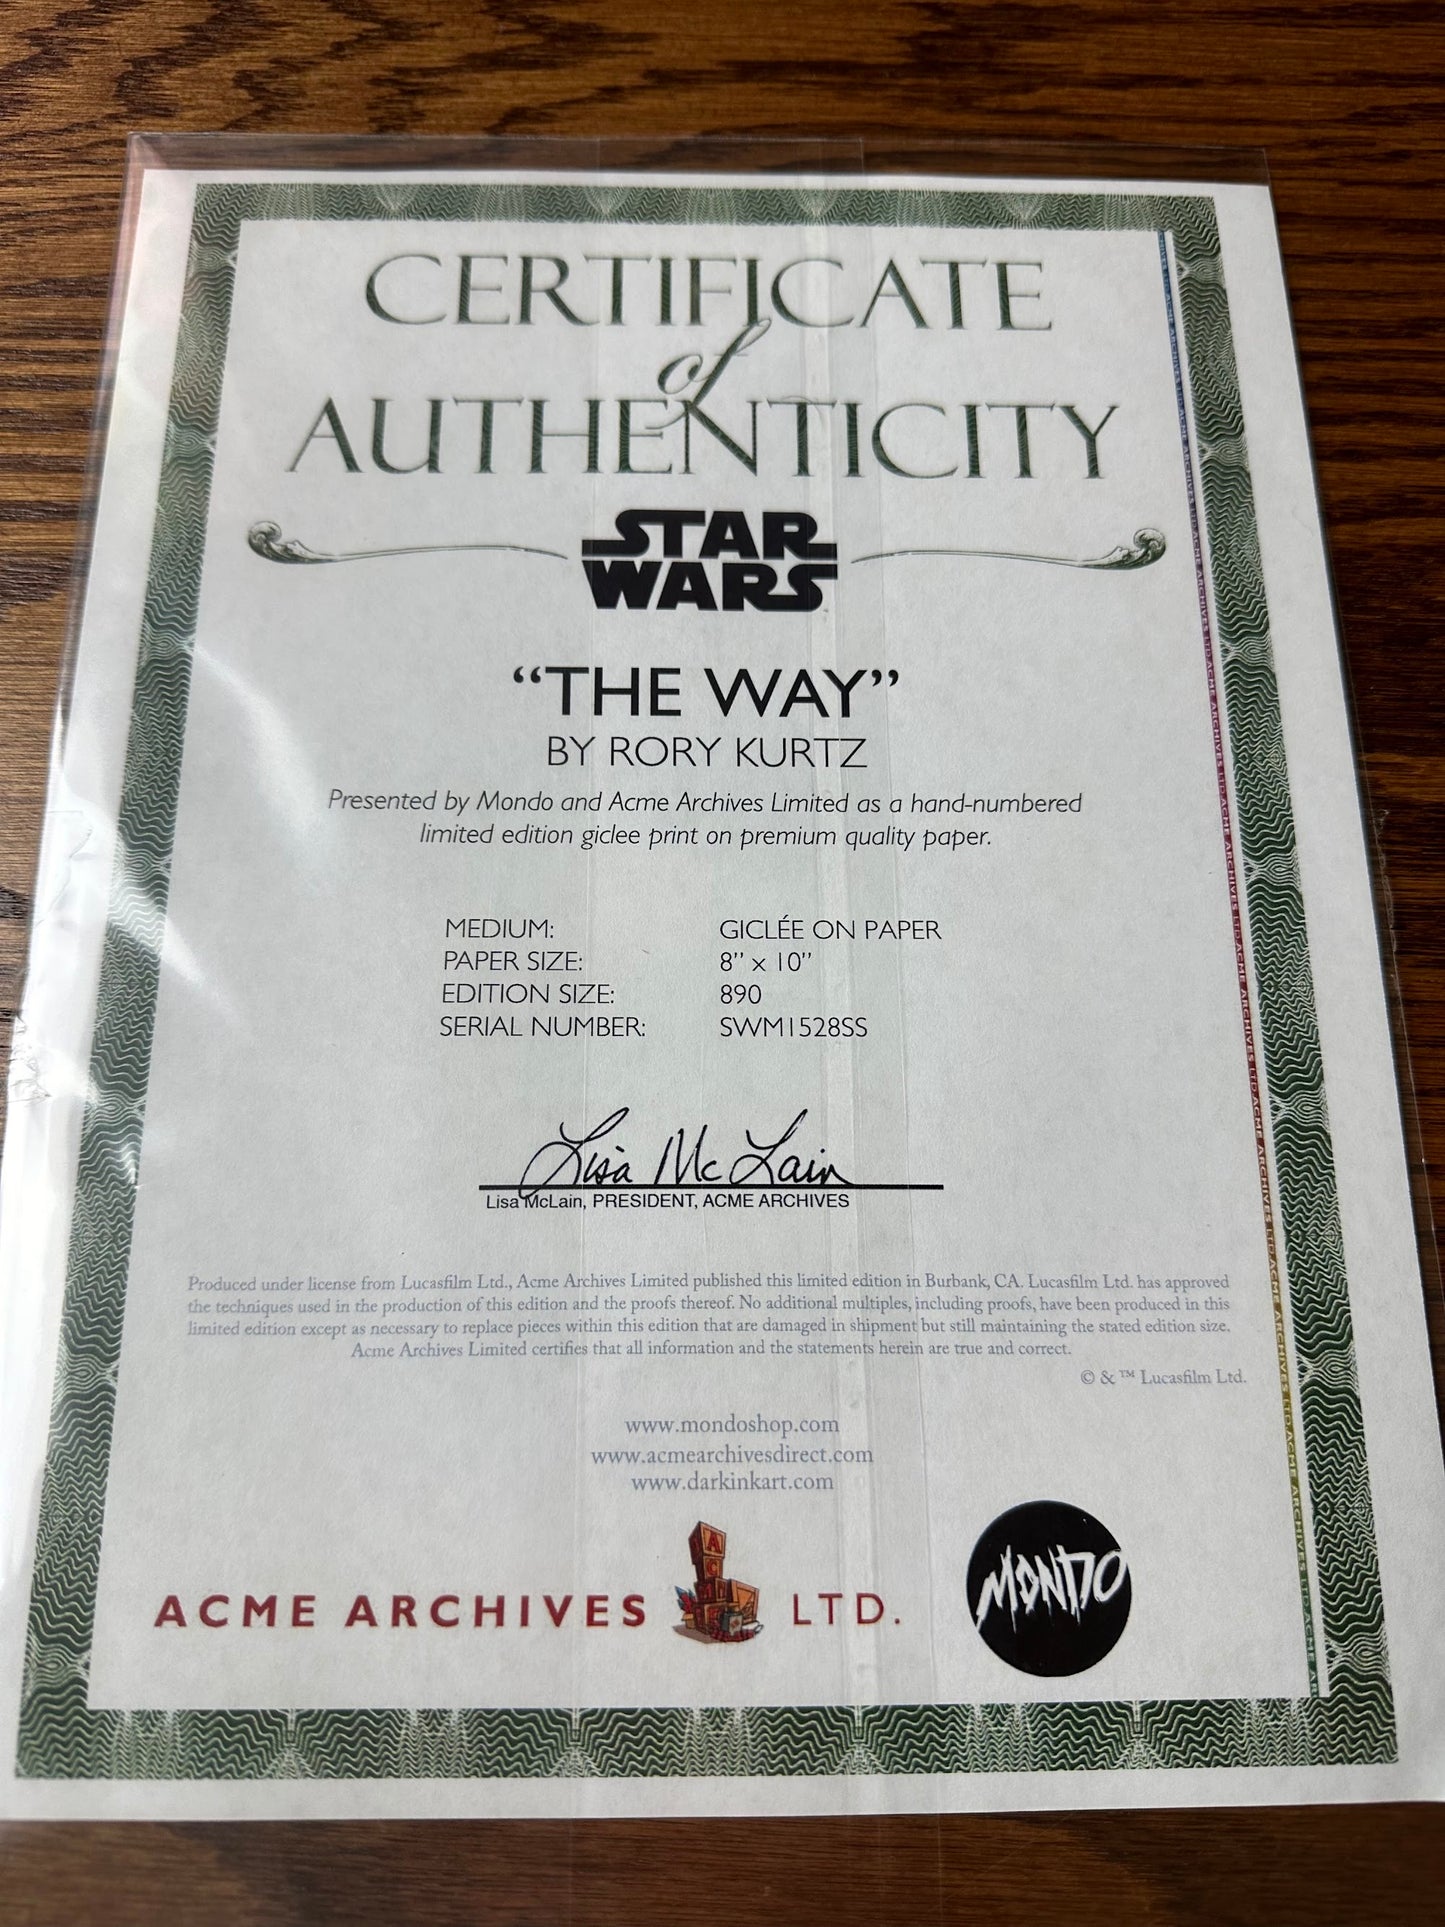 CERTIFICATE
of
AUTHENTICITY
STAR
WARS
“THE WAY”
BY RORY KURTZ
Presented by Mondo and Acme Archives Limited as a hand-numbered
limited edition giclee print on premium quality paper.
MEDIUM: GICLÉE ON PAPER
PAPER SIZE: 8” x 10”
EDITION SIZE: 890
SERIAL NUMBER: SWM1528SS
Lisa McLain
Lisa McLain, PRESIDENT, ACME ARCHIVES
Produced under license from Lucasfilm Ltd., Acme Archives Limited published this limited edition in Burbank, CA. Lucasfilm Ltd. has approved
the techniques used in the production of this edition and the proofs thereof. No additional multiples, including proofs, have been produced in this
limited edition except as necessary to replace pieces within this edition that are damaged in shipment but still maintaining the stated edition size.
Acme Archives Limited certifies that all information and the statements herein are true and correct.
© & ™ Lucasfilm Ltd.
www.mondoshop.com
www.acmearchivesdirect.com
www.darkinkart.com
ACME ARCHIVES LTD.
MONDO